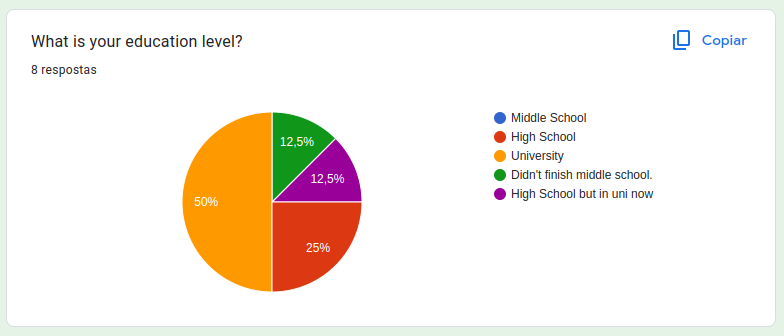 What is your education level?
Copiar
8 respostas
12,5%
12,5%
50%
25%
Middle School
High School
University
Didn't finish middle school.
High School but in uni now